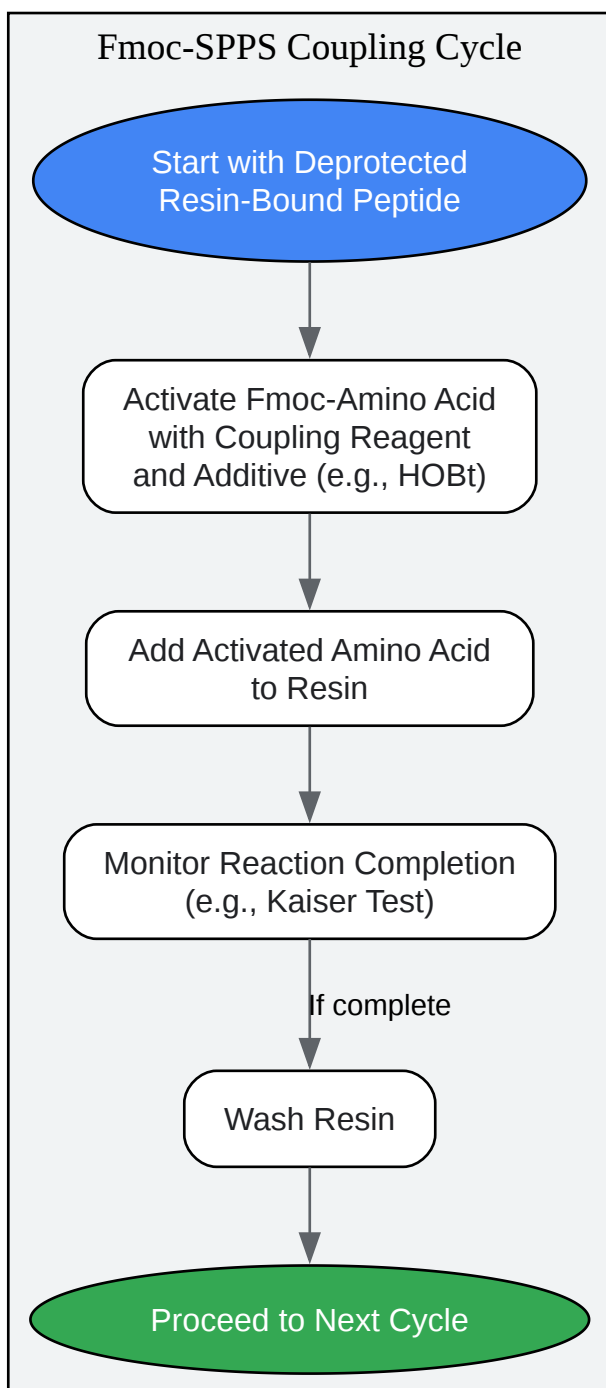 Fmoc-SPPS Coupling Cycle
Start with Deprotected
Resin-Bound Peptide
Activate Fmoc-Amino Acid
with Coupling Reagent
and Additive (e.g., HOBt)
Add Activated Amino Acid
to Resin
Monitor Reaction Completion
(e.g., Kaiser Test)
If complete
Wash Resin
Proceed to Next Cycle